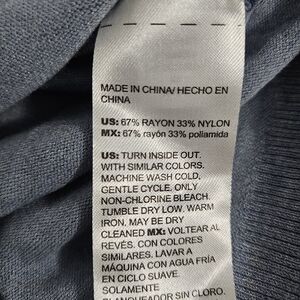 MADE IN CHINA/ HECHO EN
CHINA
US: 67% RAYON 33% NYLON
MX: 67% rayón 33% poliamida
US: TURN INSIDE OUT.
WITH SIMILAR COLORS.
MACHINE WASH COLD,
GENTLE CYCLE. ONLY
NON-CHLORINE BLEACH.
TUMBLE DRY LOW. WARM
IRON. MAY BE DRY
CLEANED MX: VOLTEAR AL
REVÉS. CON COLORES
SIMILARES. LAVAR A
MÁQUINA CON AGUA FRÍA
EN CICLO SUAVE.
SOLAMENTE
BLANQUEADOR SIN CLORO.